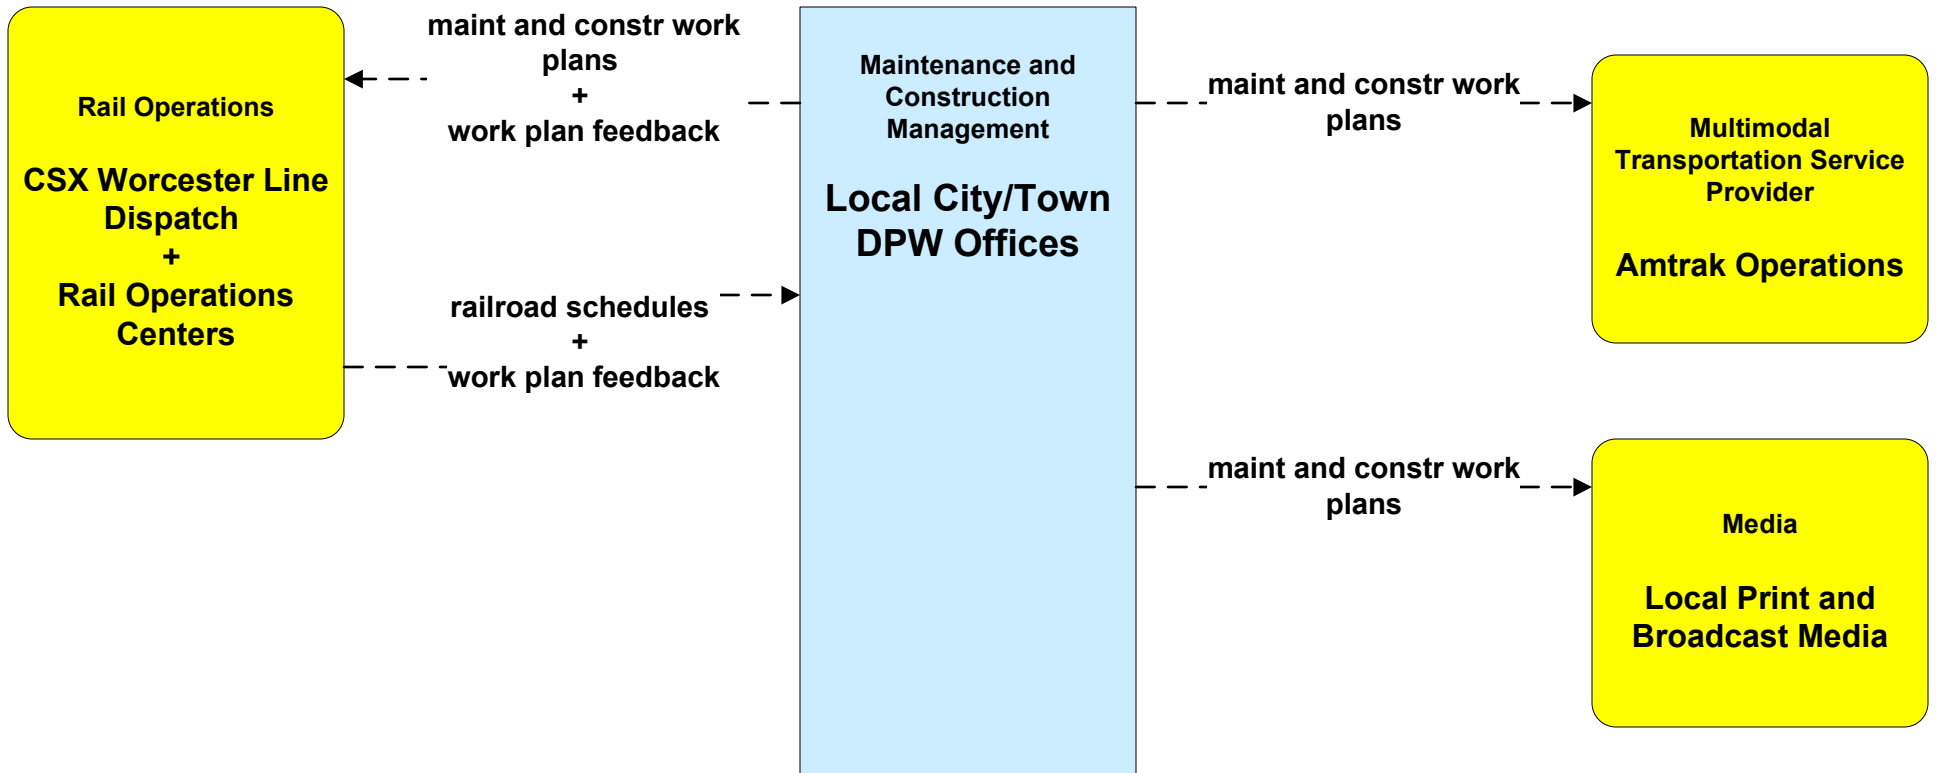 Rail Operations
CSX Worcester Line
Dispatch
+
Rail Operations
Centers
maint and constr work
plans
+
work plan feedback
railroad schedules
+
work plan feedback
Maintenance and
Construction
Management
Local City/Town
DPW Offices
maint and constr work
plans
Multimodal
Transportation Service
Provider
Amtrak Operations
maint and constr work
plans
Media
Local Print and
Broadcast Media